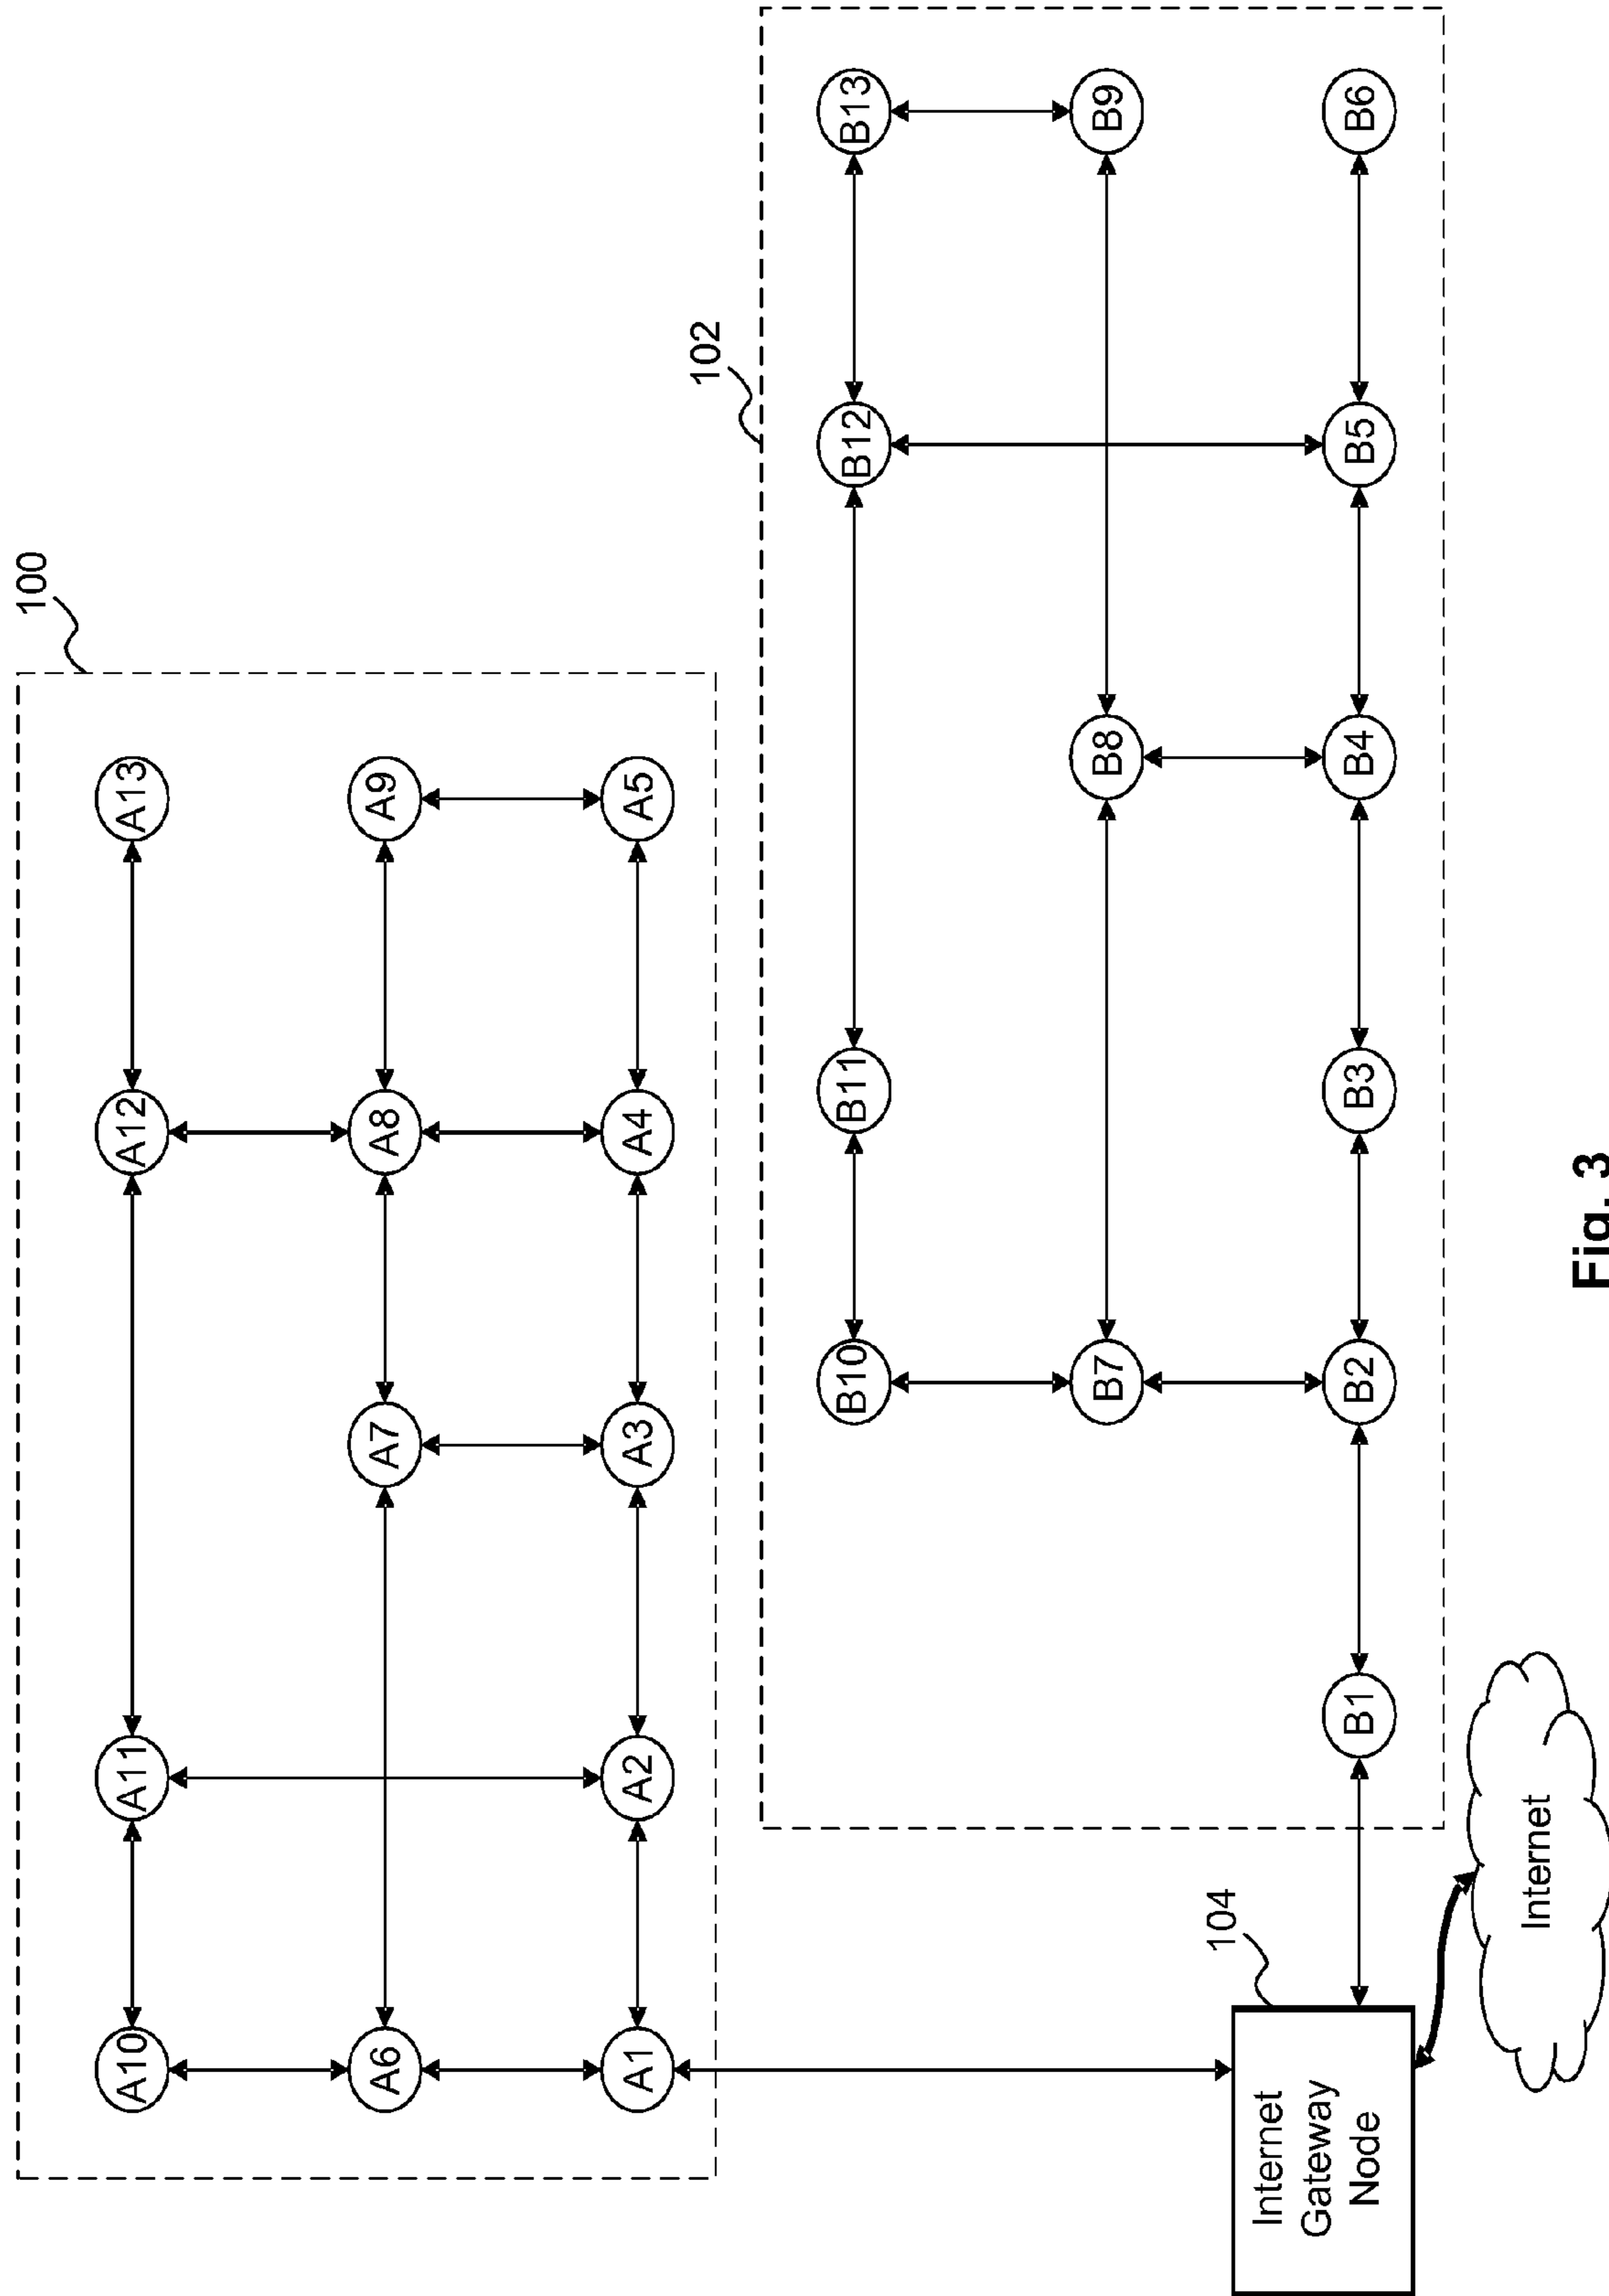 100
A10
A11
A12
A13
A6
A7
A8
A9
A1
A2
A3
A4
A5
102
B10
B11
B12
B13
B7
B8
B9
B1
B2
B3
B4
B5
B6
104
Internet
Gateway
Node
Internet
Fig. 3